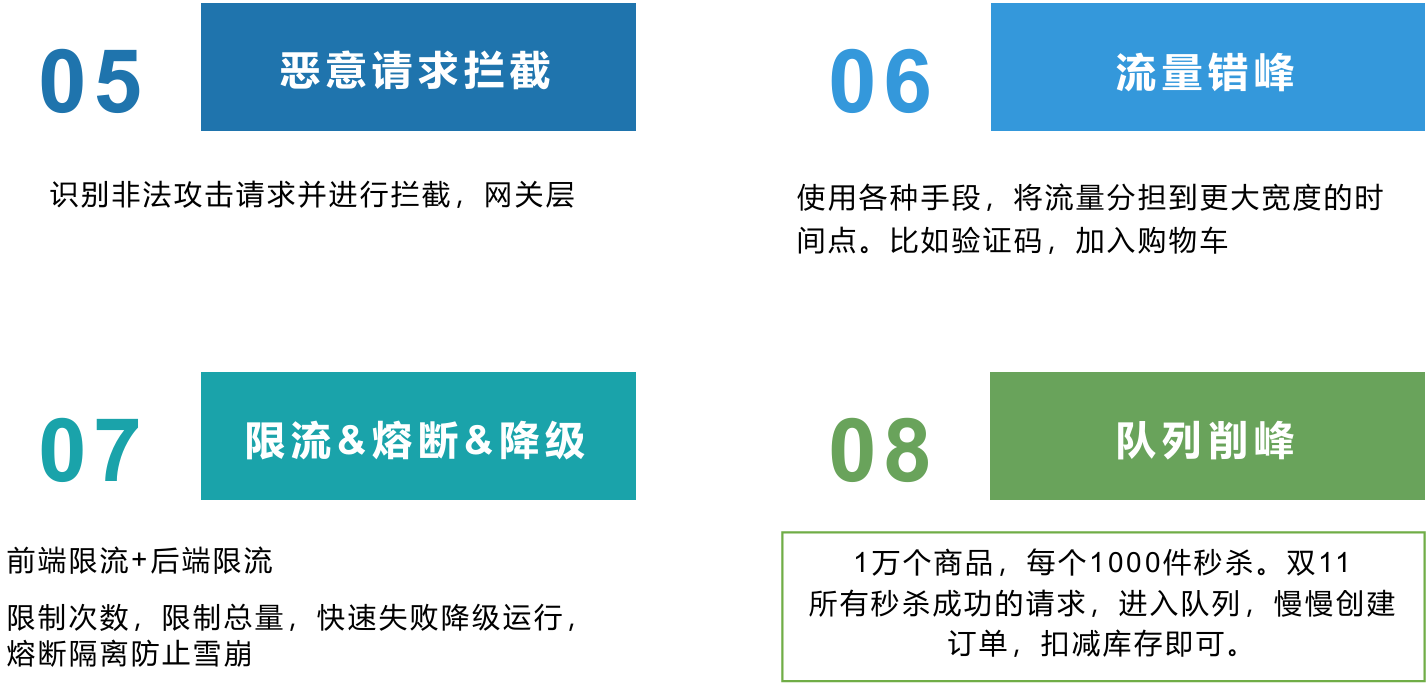 05
恶意请求拦截
识别非法攻击请求并进行拦截，网关层
06
流量错峰
使用各种手段，将流量分担到更大宽度的时
间点。比如验证码，加入购物车
07
限流&熔断&降级
前端限流+后端限流
限制次数，限制总量，快速失败降级运行，
熔断隔离防止雪崩
08
队列削峰
1万个商品，每个1000件秒杀。双11
所有秒杀成功的请求，进入队列，慢慢创建
订单，扣减库存即可。